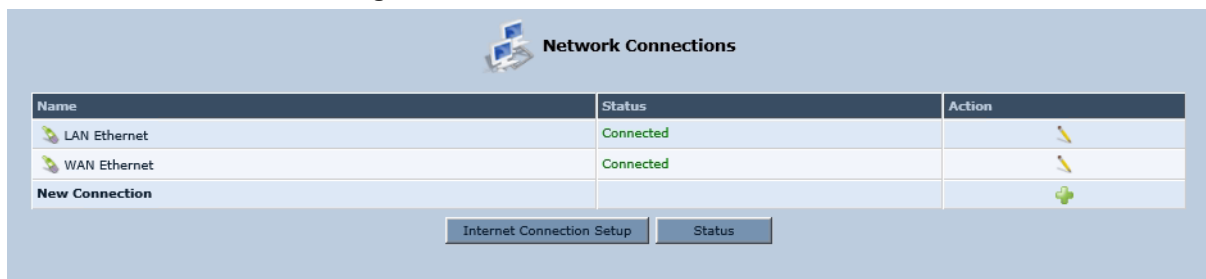 Network Connections
Name Status Action
LAN Ethernet Connected
WAN Ethernet Connected
New Connection
Internet Connection Setup Status